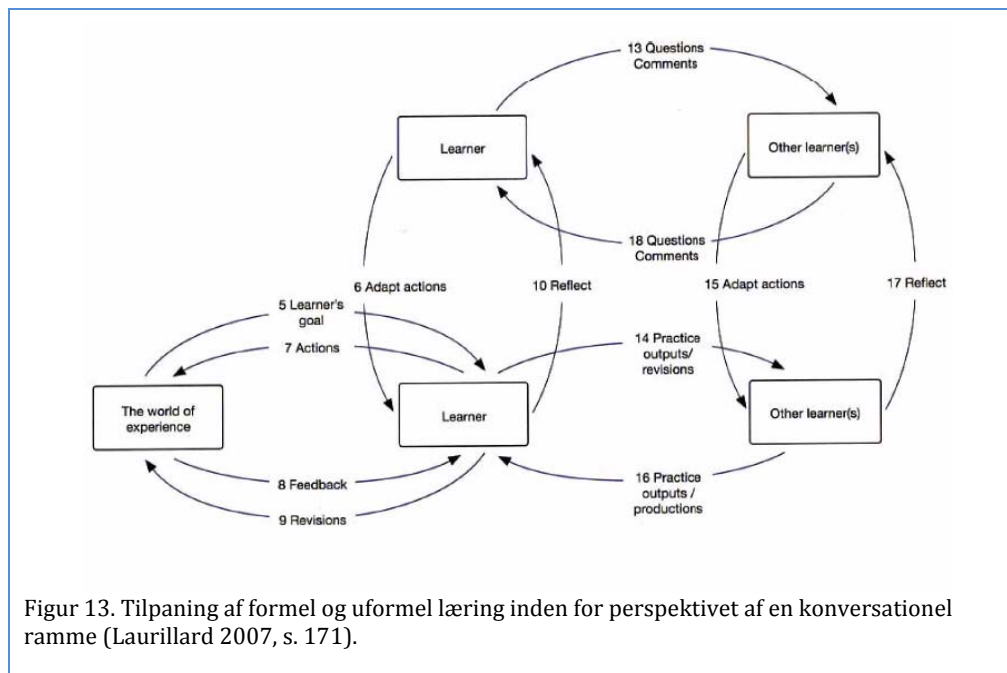 13 Questions
Comments
Learner
Other learner(s)
18 Questions
Comments
6 Adapt actions
10 Reflect
15 Adapt actions
17 Reflect
5 Learner's
goal
7 Actions
14 Practice
outputs/
revisions
The world of
experience
Learner
Other learner(s)
8 Feedback
9 Revisions
16 Practice
outputs /
productions
Figur 13. Tilpaning af formel og uformel læring inden for perspektivet af en konversationel
ramme (Laurillard 2007, s. 171).